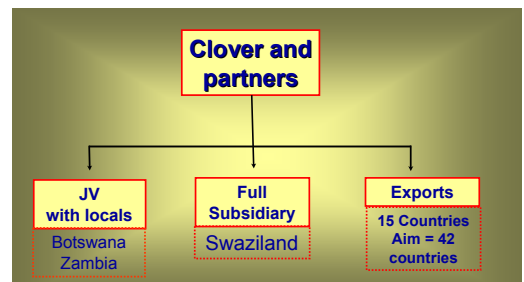 Clover and
partners
JV
with locals
Botswana
Zambia
Full
Subsidiary
Swaziland
Exports
15 Countries
Aim = 42
countries